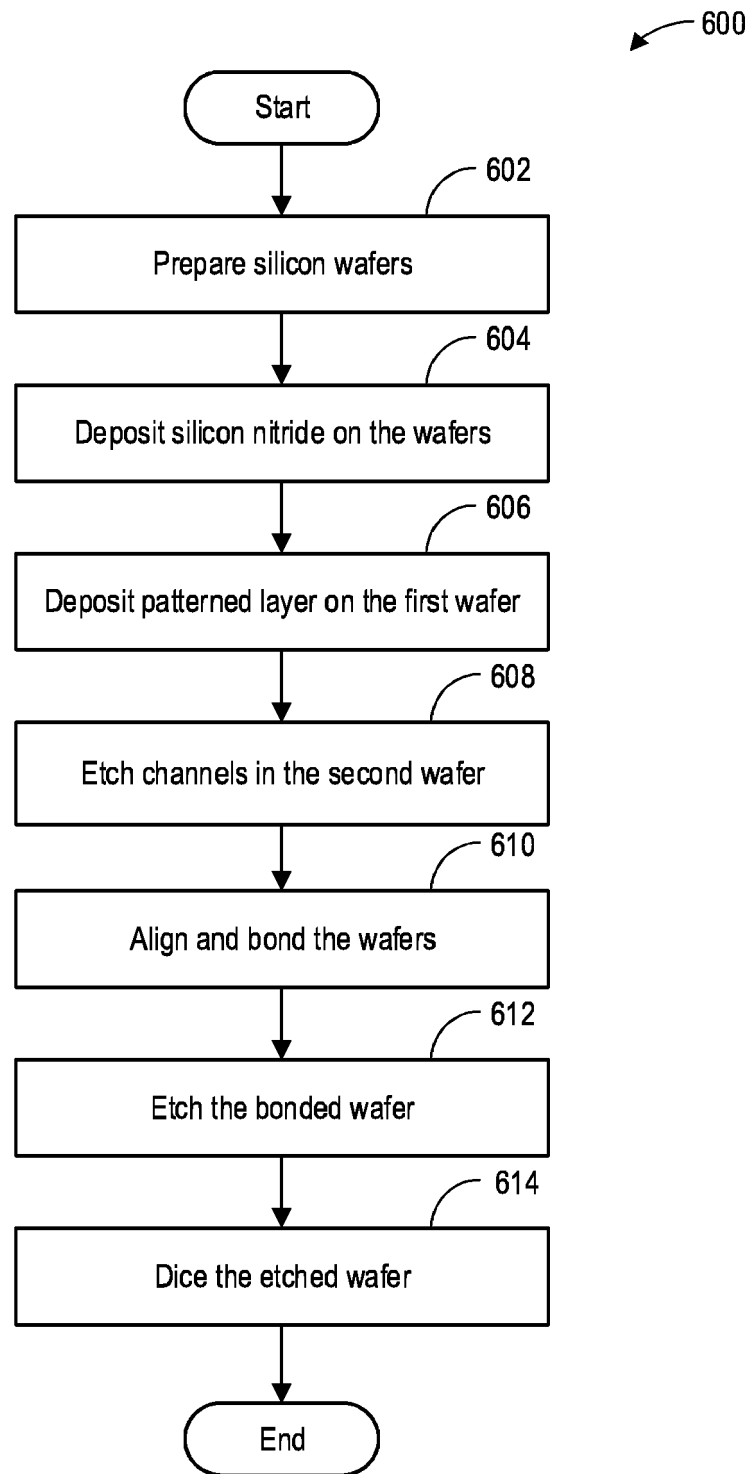 600
Start
602
Prepare silicon wafers
604
Deposit silicon nitride on the wafers
606
Deposit patterned layer on the first wafer
608
Etch channels in the second wafer
610
Align and bond the wafers
612
Etch the bonded wafer
614
Dice the etched wafer
End